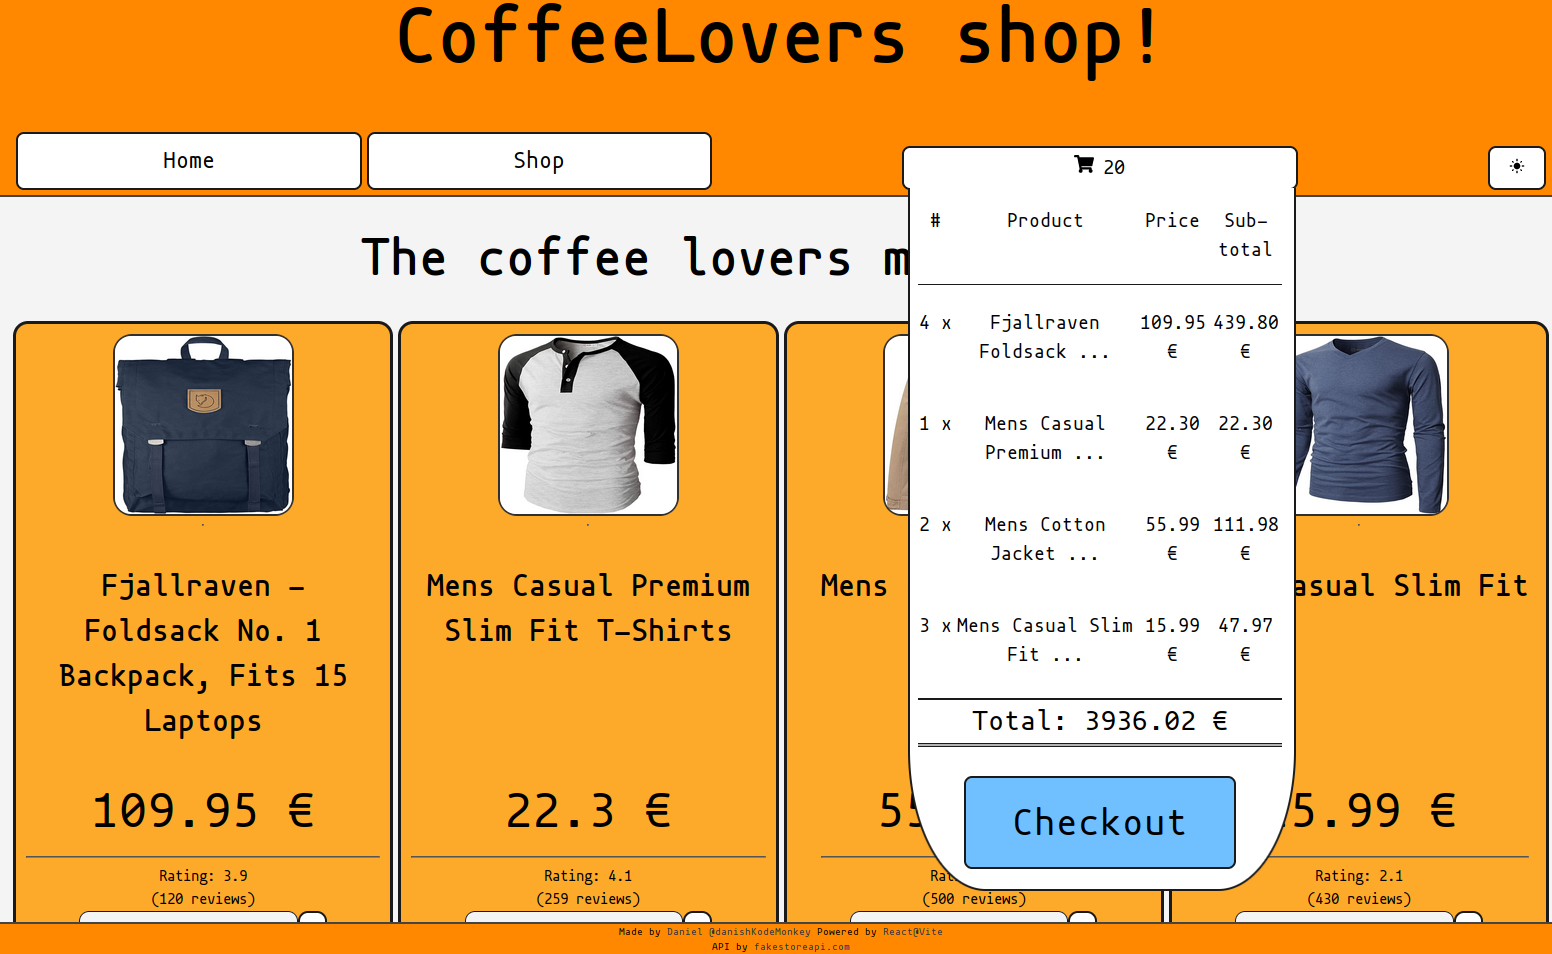 CoffeeLovers shop!
Home
Shop
20
The coffee lovers m
# Product Price Sub-
total
4 x Fjallraven 109.95 439.80
Foldsack ... € €
1 x Mens Casual 22.30 22.30
Premium ... € €
2 x Mens Cotton 55.99 111.98
Jacket ... € €
3 x Mens Casual Slim 15.99 47.97
Fit ... € €
Total: 3936.02 €
Checkout
Fjallraven -
Foldsack No. 1
Backpack, Fits 15
Laptops
109.95 €
Rating: 3.9
(120 reviews)
Mens Casual Premium
Slim Fit T-Shirts
22.3 €
Rating: 4.1
(259 reviews)
Mens
55
Rat
(500 reviews)
asual Slim Fit
5.99 €
Rating: 2.1
(430 reviews)
Made by Daniel @danishKodeMonkey Powered by React@Vite
API by fakestoreapi.com